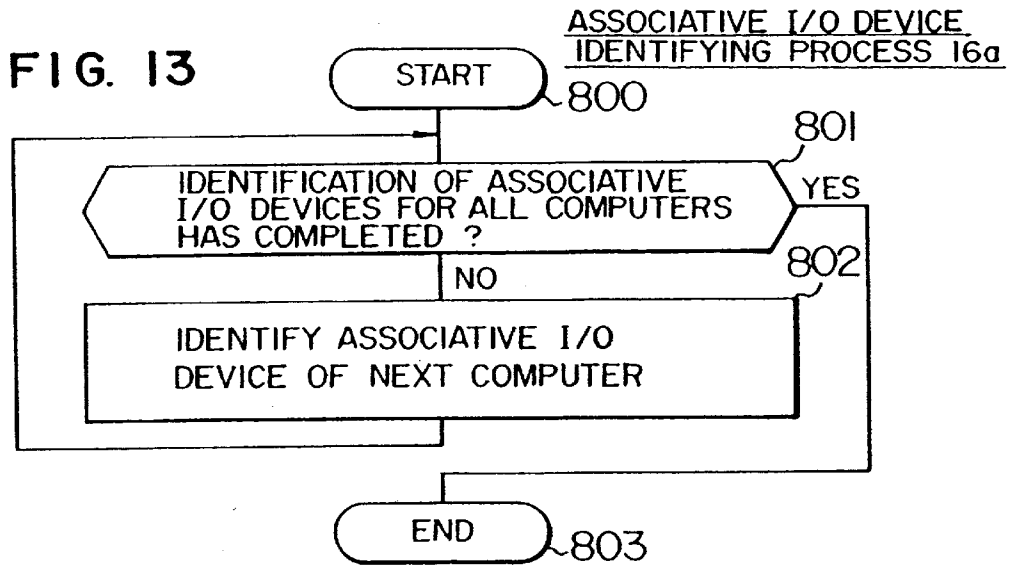 FIG. 13
ASSOCIATIVE I/O DEVICE
IDENTIFYING PROCESS 16a
START
800
801
IDENTIFICATION OF ASSOCIATIVE
I/O DEVICES FOR ALL COMPUTERS
HAS COMPLETED ?
YES
NO
802
IDENTIFY ASSOCIATIVE I/O
DEVICE OF NEXT COMPUTER
END
803